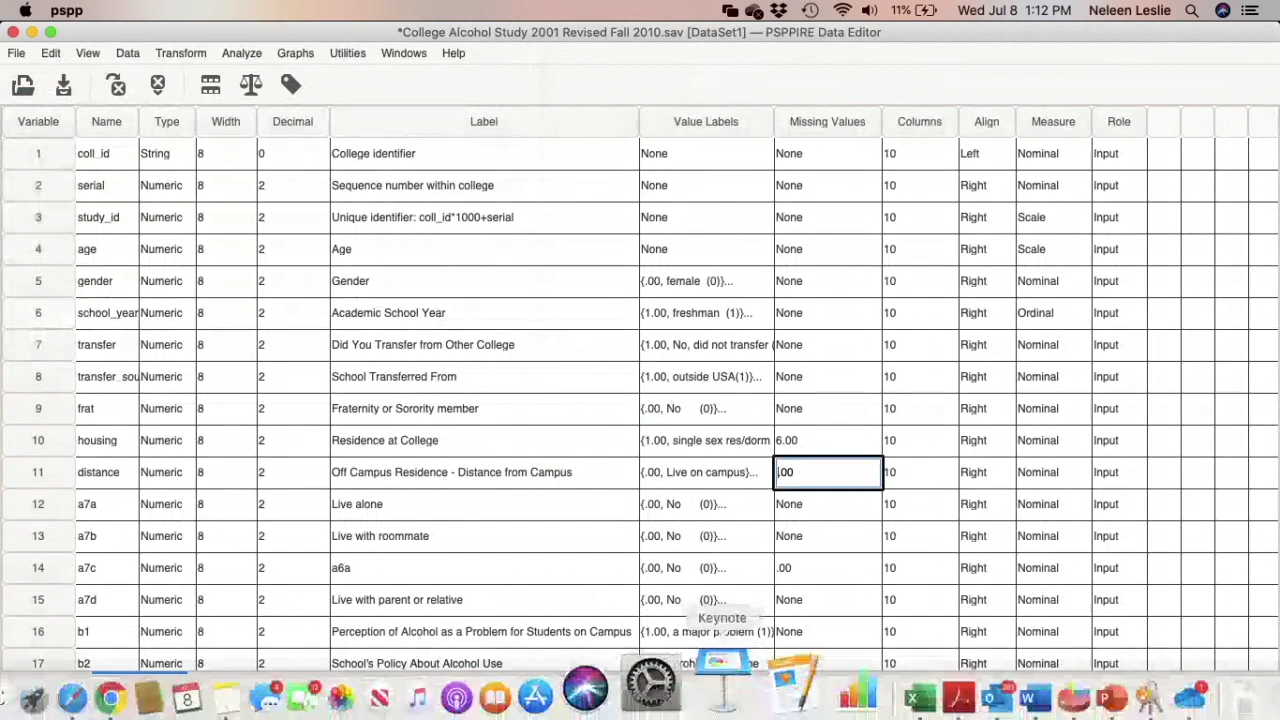 pspp 11% Wed Jul 8 1:12 PM Neleen Leslie
*College Alcohol Study 2001 Revised Fall 2010.sav [DataSet1] — PSPPIRE Data Editor
File Edit View Data Transform Analyze Graphs Utilities Windows Help
Variable Name Type Width Decimal Label Value Labels Missing Values Columns Align Measure Role
1 coll_id String 8 0 College identifier None None 10 Left Nominal Input
2 serial Numeric 8 2 Sequence number within college None None 10 Right Nominal Input
3 study_id Numeric 8 2 Unique identifier: coll_id*1000+serial None None 10 Right Scale Input
4 age Numeric 8 2 Age None None 10 Right Scale Input
5 gender Numeric 8 2 Gender {.00, female (0)}... None 10 Right Nominal Input
6 school_year Numeric 8 2 Academic School Year {1.00, freshman (1)}... None 10 Right Ordinal Input
7 transfer Numeric 8 2 Did You Transfer from Other College {1.00, No, did not transfer ( None 10 Right Nominal Input
8 transfer_sou Numeric 8 2 School Transferred From {1.00, outside USA(1)}... None 10 Right Nominal Input
9 frat Numeric 8 2 Fraternity or Sorority member {.00, No (0)}... None 10 Right Nominal Input
10 housing Numeric 8 2 Residence at College {1.00, single sex res/dorm 6.00 10 Right Nominal Input
11 distance Numeric 8 2 Off Campus Residence - Distance from Campus {.00, Live on campus}... .00 10 Right Nominal Input
12 a7a Numeric 8 2 Live alone {.00, No (0)}... None 10 Right Nominal Input
13 a7b Numeric 8 2 Live with roommate {.00, No (0)}... None 10 Right Nominal Input
14 a7c Numeric 8 2 a6a {.00, No (0)}... .00 10 Right Nominal Input
15 a7d Numeric 8 2 Live with parent or relative {.00, No (0)}... None 10 Right Nominal Input
Keynote
16 b1 Numeric 8 2 Perception of Alcohol as a Problem for Students on Campus {1.00, a major problem (1)} None 10 Right Nominal Input
17 b2 Numeric 8 2 School's Policy About Alcohol Use 10 Right Nominal Input